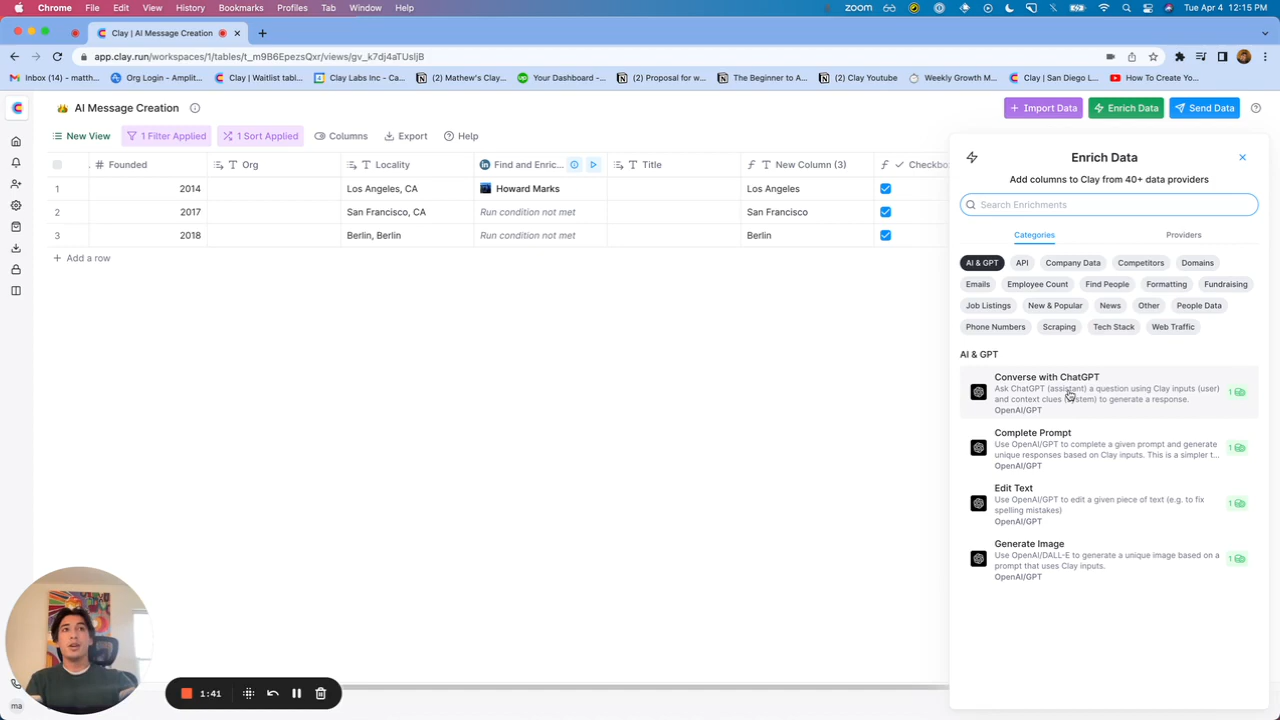 Chrome File Edit View History Bookmarks Profiles Tab Window Help ZOOM Wed Apr 26 12:15 PM
Clay | AI Message Creation
app.clay.run/workspaces/1/tables/t_m9B6EpezsQxr/views/gv_k7dj4aTUsljB
Inbox (14) - matth... Org Login - Amplit... Clay | Waitlist tabl... Clay Labs Inc - Ca... (2) Mathew's Clay... Your Dashboard -... (2) Proposal for w... The Beginner to A... (2) Clay Youtube Weekly Growth M... Clay | San Diego L... How To Create Yo...
AI Message Creation
Import Data Enrich Data Send Data
New View 1 Filter Applied 1 Sort Applied Columns Export Help
# Founded T Org T Locality Find and Enric... T Title T New Column (3) Checkbo
1 2014 Los Angeles, CA Howard Marks Los Angeles
2 2017 San Francisco, CA Run condition not met San Francisco
3 2018 Berlin, Berlin Run condition not met Berlin
+ Add a row
Enrich Data
Add columns to Clay from 40+ data providers
Search Enrichments
Categories Providers
AI & GPT API Company Data Competitors Domains
Emails Employee Count Find People Formatting Fundraising
Job Listings New & Popular News Other People Data
Phone Numbers Scraping Tech Stack Web Traffic
AI & GPT
Converse with ChatGPT
Ask ChatGPT (assistant) a question using Clay inputs (user) 1
and context clues (system) to generate a response.
OpenAI/GPT
Complete Prompt
Use OpenAI/GPT to complete a given prompt and generate 1
unique responses based on Clay inputs. This is a simpler t...
OpenAI/GPT
Edit Text
Use OpenAI/GPT to edit a given piece of text (e.g. to fix 1
spelling mistakes)
OpenAI/GPT
Generate Image
Use OpenAI/DALL-E to generate a unique image based on a 1
prompt that uses Clay inputs.
OpenAI/GPT
1:41
ma